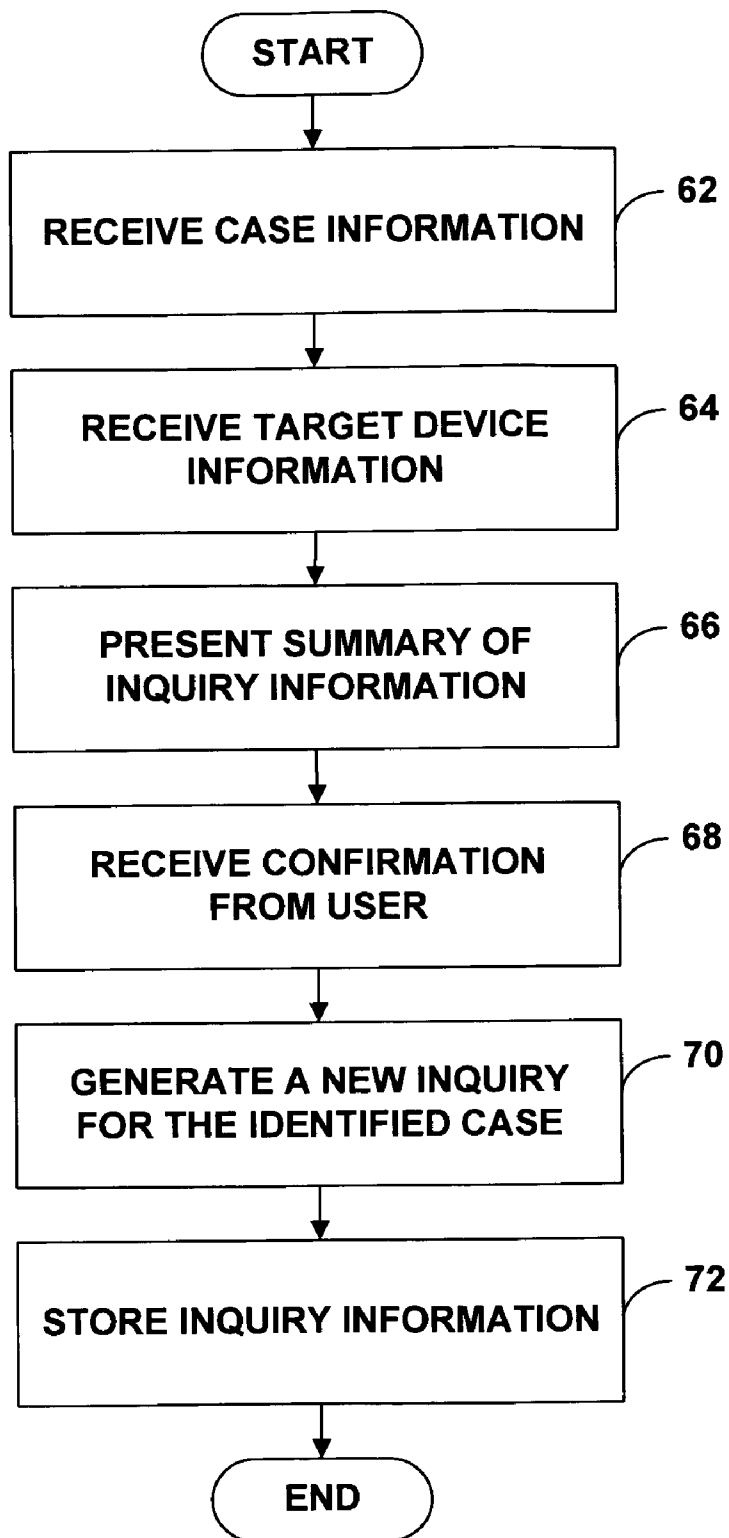 START
RECEIVE CASE INFORMATION
62
RECEIVE TARGET DEVICE
INFORMATION
64
PRESENT SUMMARY OF
INQUIRY INFORMATION
66
RECEIVE CONFIRMATION
FROM USER
68
GENERATE A NEW INQUIRY
FOR THE IDENTIFIED CASE
70
STORE INQUIRY INFORMATION
72
END